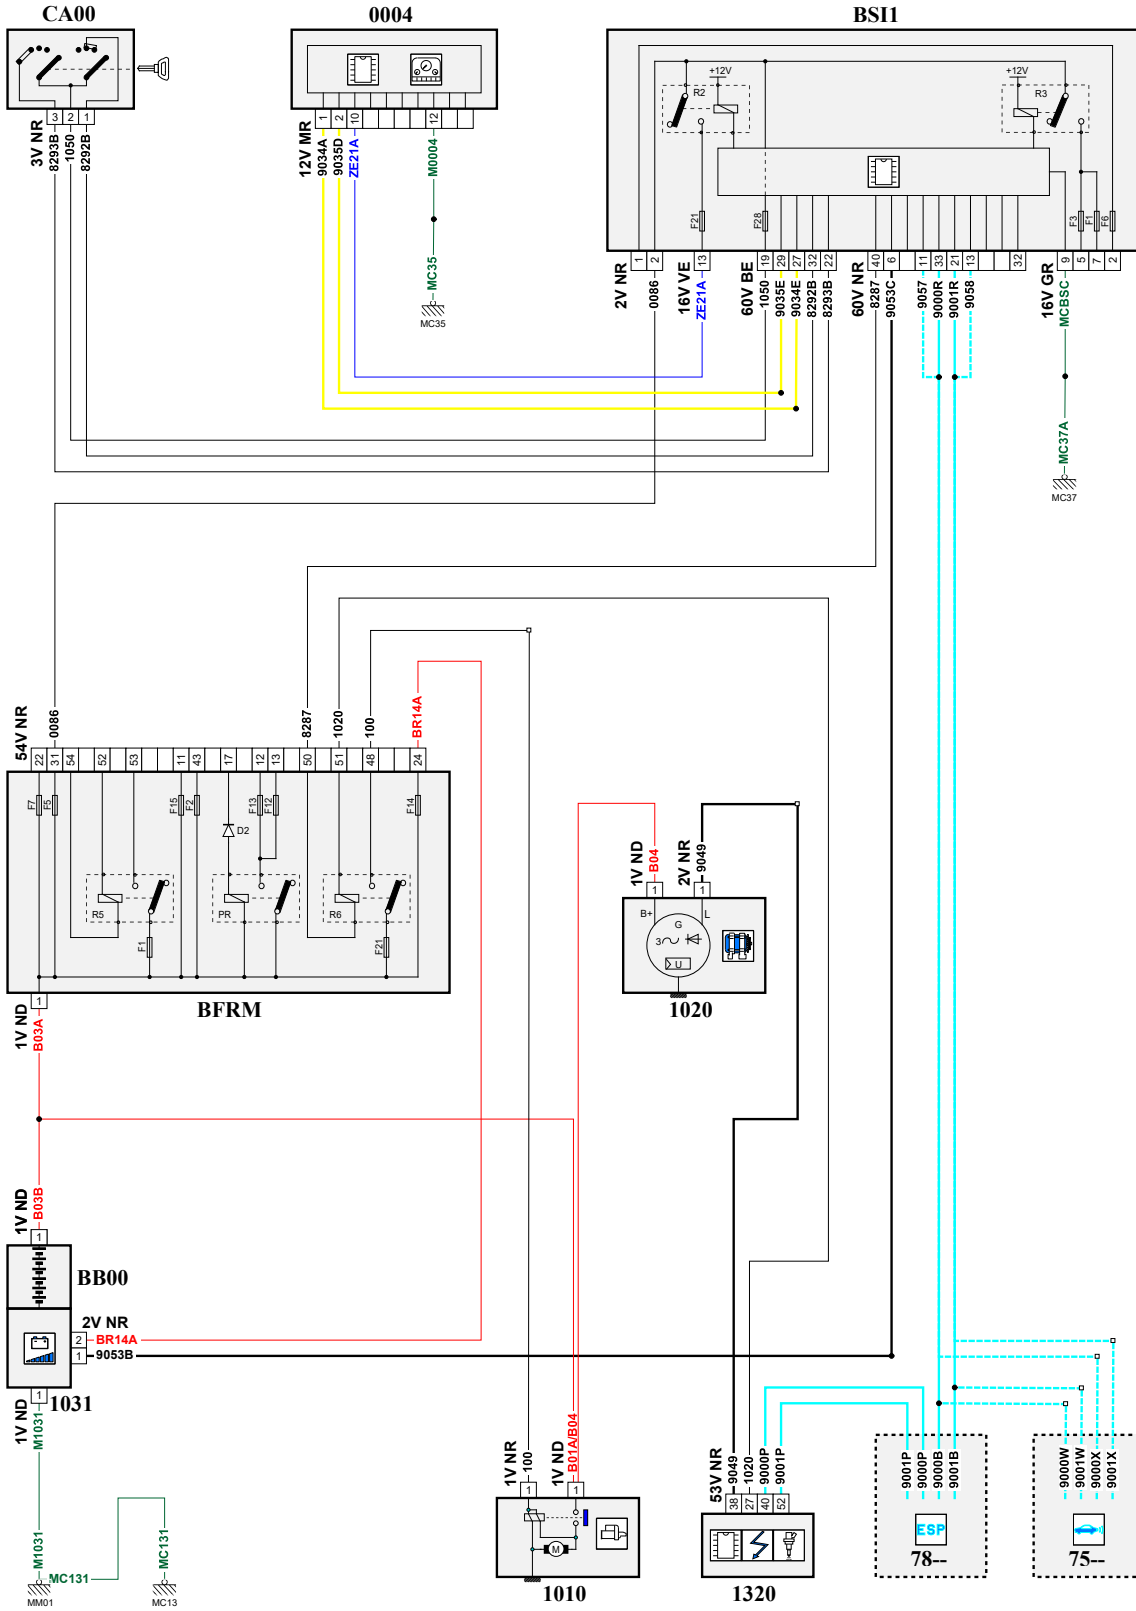 CA00
0004
BSI1
+12V
+12V
R2
R3
F21
F28
F3
F1
F6
3 2 1
1 2 10 12
1 2 13 19 29 27 32 22 40 6 11 33 21 13 32 9 5 7 2
3V NR
8293B
1050
8292B
12V MR
9034A
9035D
ZE21A
M0004
MC35
MC35
2V NR
0086
16V VE
ZE21A
60V BE
1050
9035E
9034E
8292B
8293B
60V NR
8287
9053C
9057
9000R
9001R
9058
16V GR
MCBSC
MC37A
MC37
54V NR
0086
8287
1020
100
BR14A
22 31 54 52 53 11 43 17 12 13 50 51 48 24
F7
F5
F15
F2
D2
F13
F12
F14
R5
PR
R6
F1
F21
1
BFRM
1V ND
B03A
1V ND
B04
2V NR
9049
1 1
B+
L
G
3
U
1020
1V ND
B03B
1
BB00
2V NR
2 BR14A
1 9053B
1
1031
1V ND
M1031
M1031
MC131
MC131
MM01
MC13
1V NR
100
1V ND
B01A/B04
1 1
M
1010
53V NR
9049
1020
9000P
9001P
38 27 40 52
1320
9001P
9000P
9000B
9001B
ESP
78--
9000W
9001W
9000X
9001X
75--